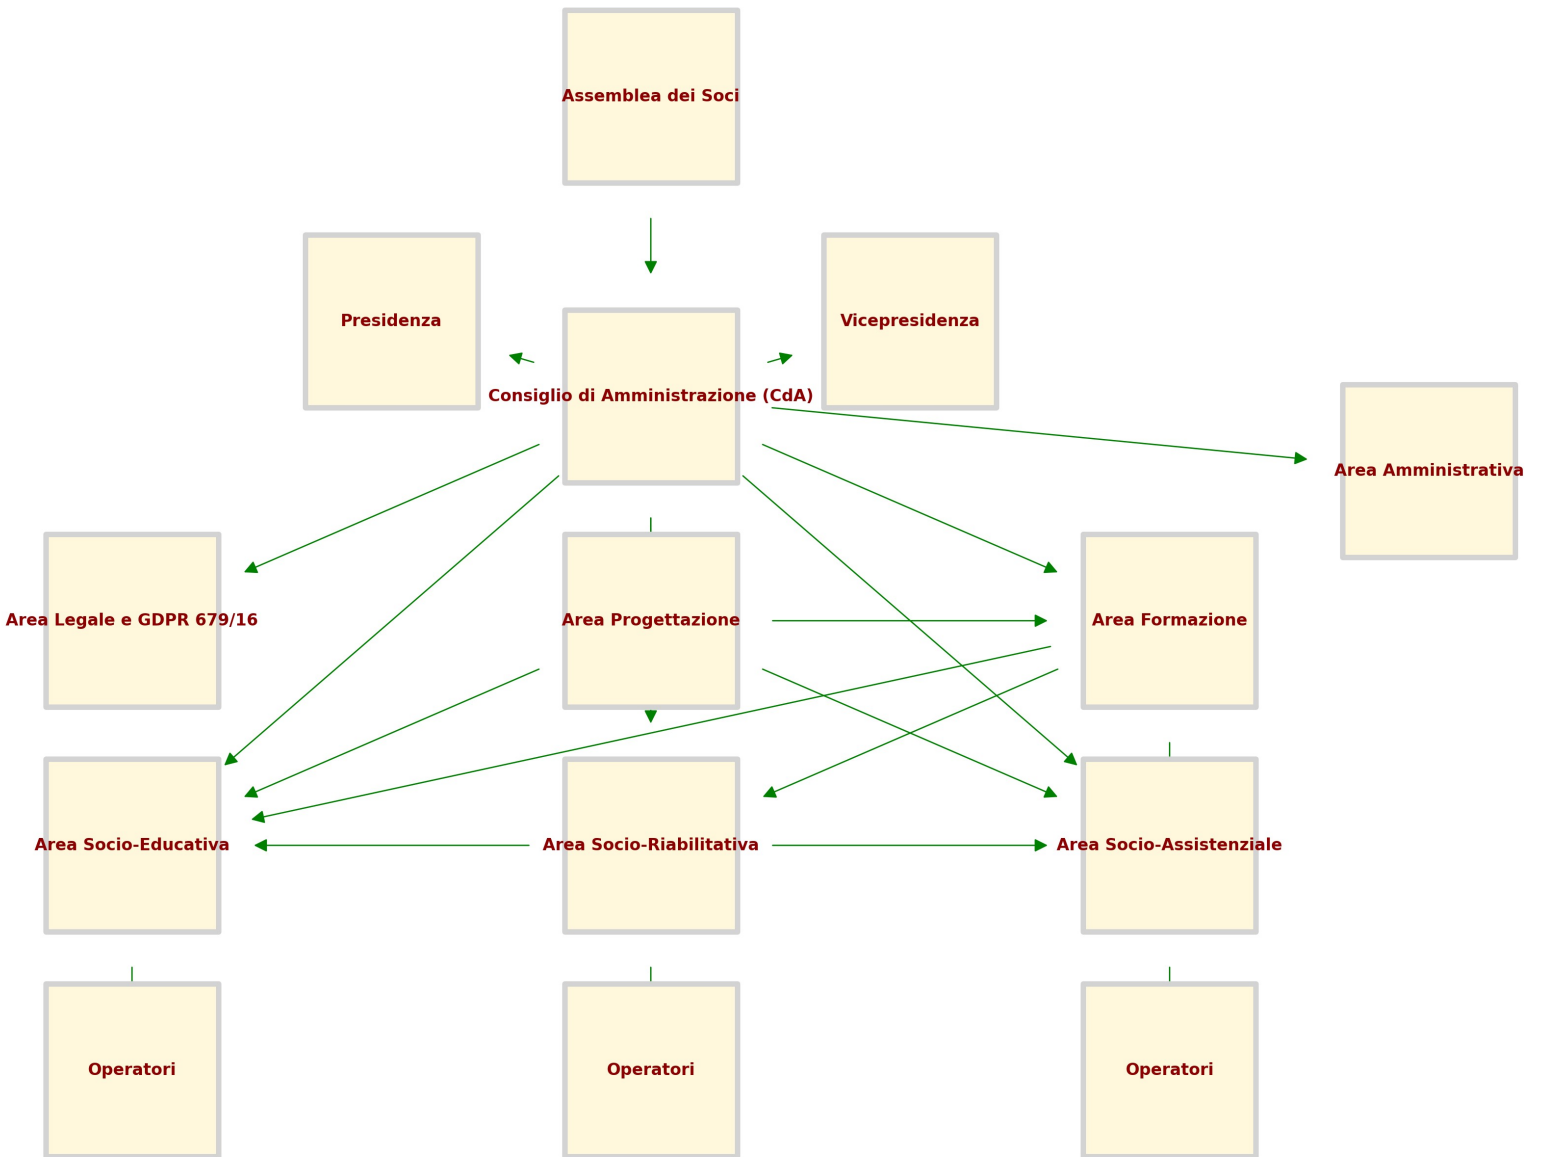 Assemblea dei Soci
Presidenza
Vicepresidenza
Consiglio di Amministrazione (CdA)
Area Amministrativa
Area Legale e GDPR 679/16
Area Progettazione
Area Formazione
Area Socio-Educativa
Area Socio-Riabilitativa
Area Socio-Assistenziale
Operatori
Operatori
Operatori